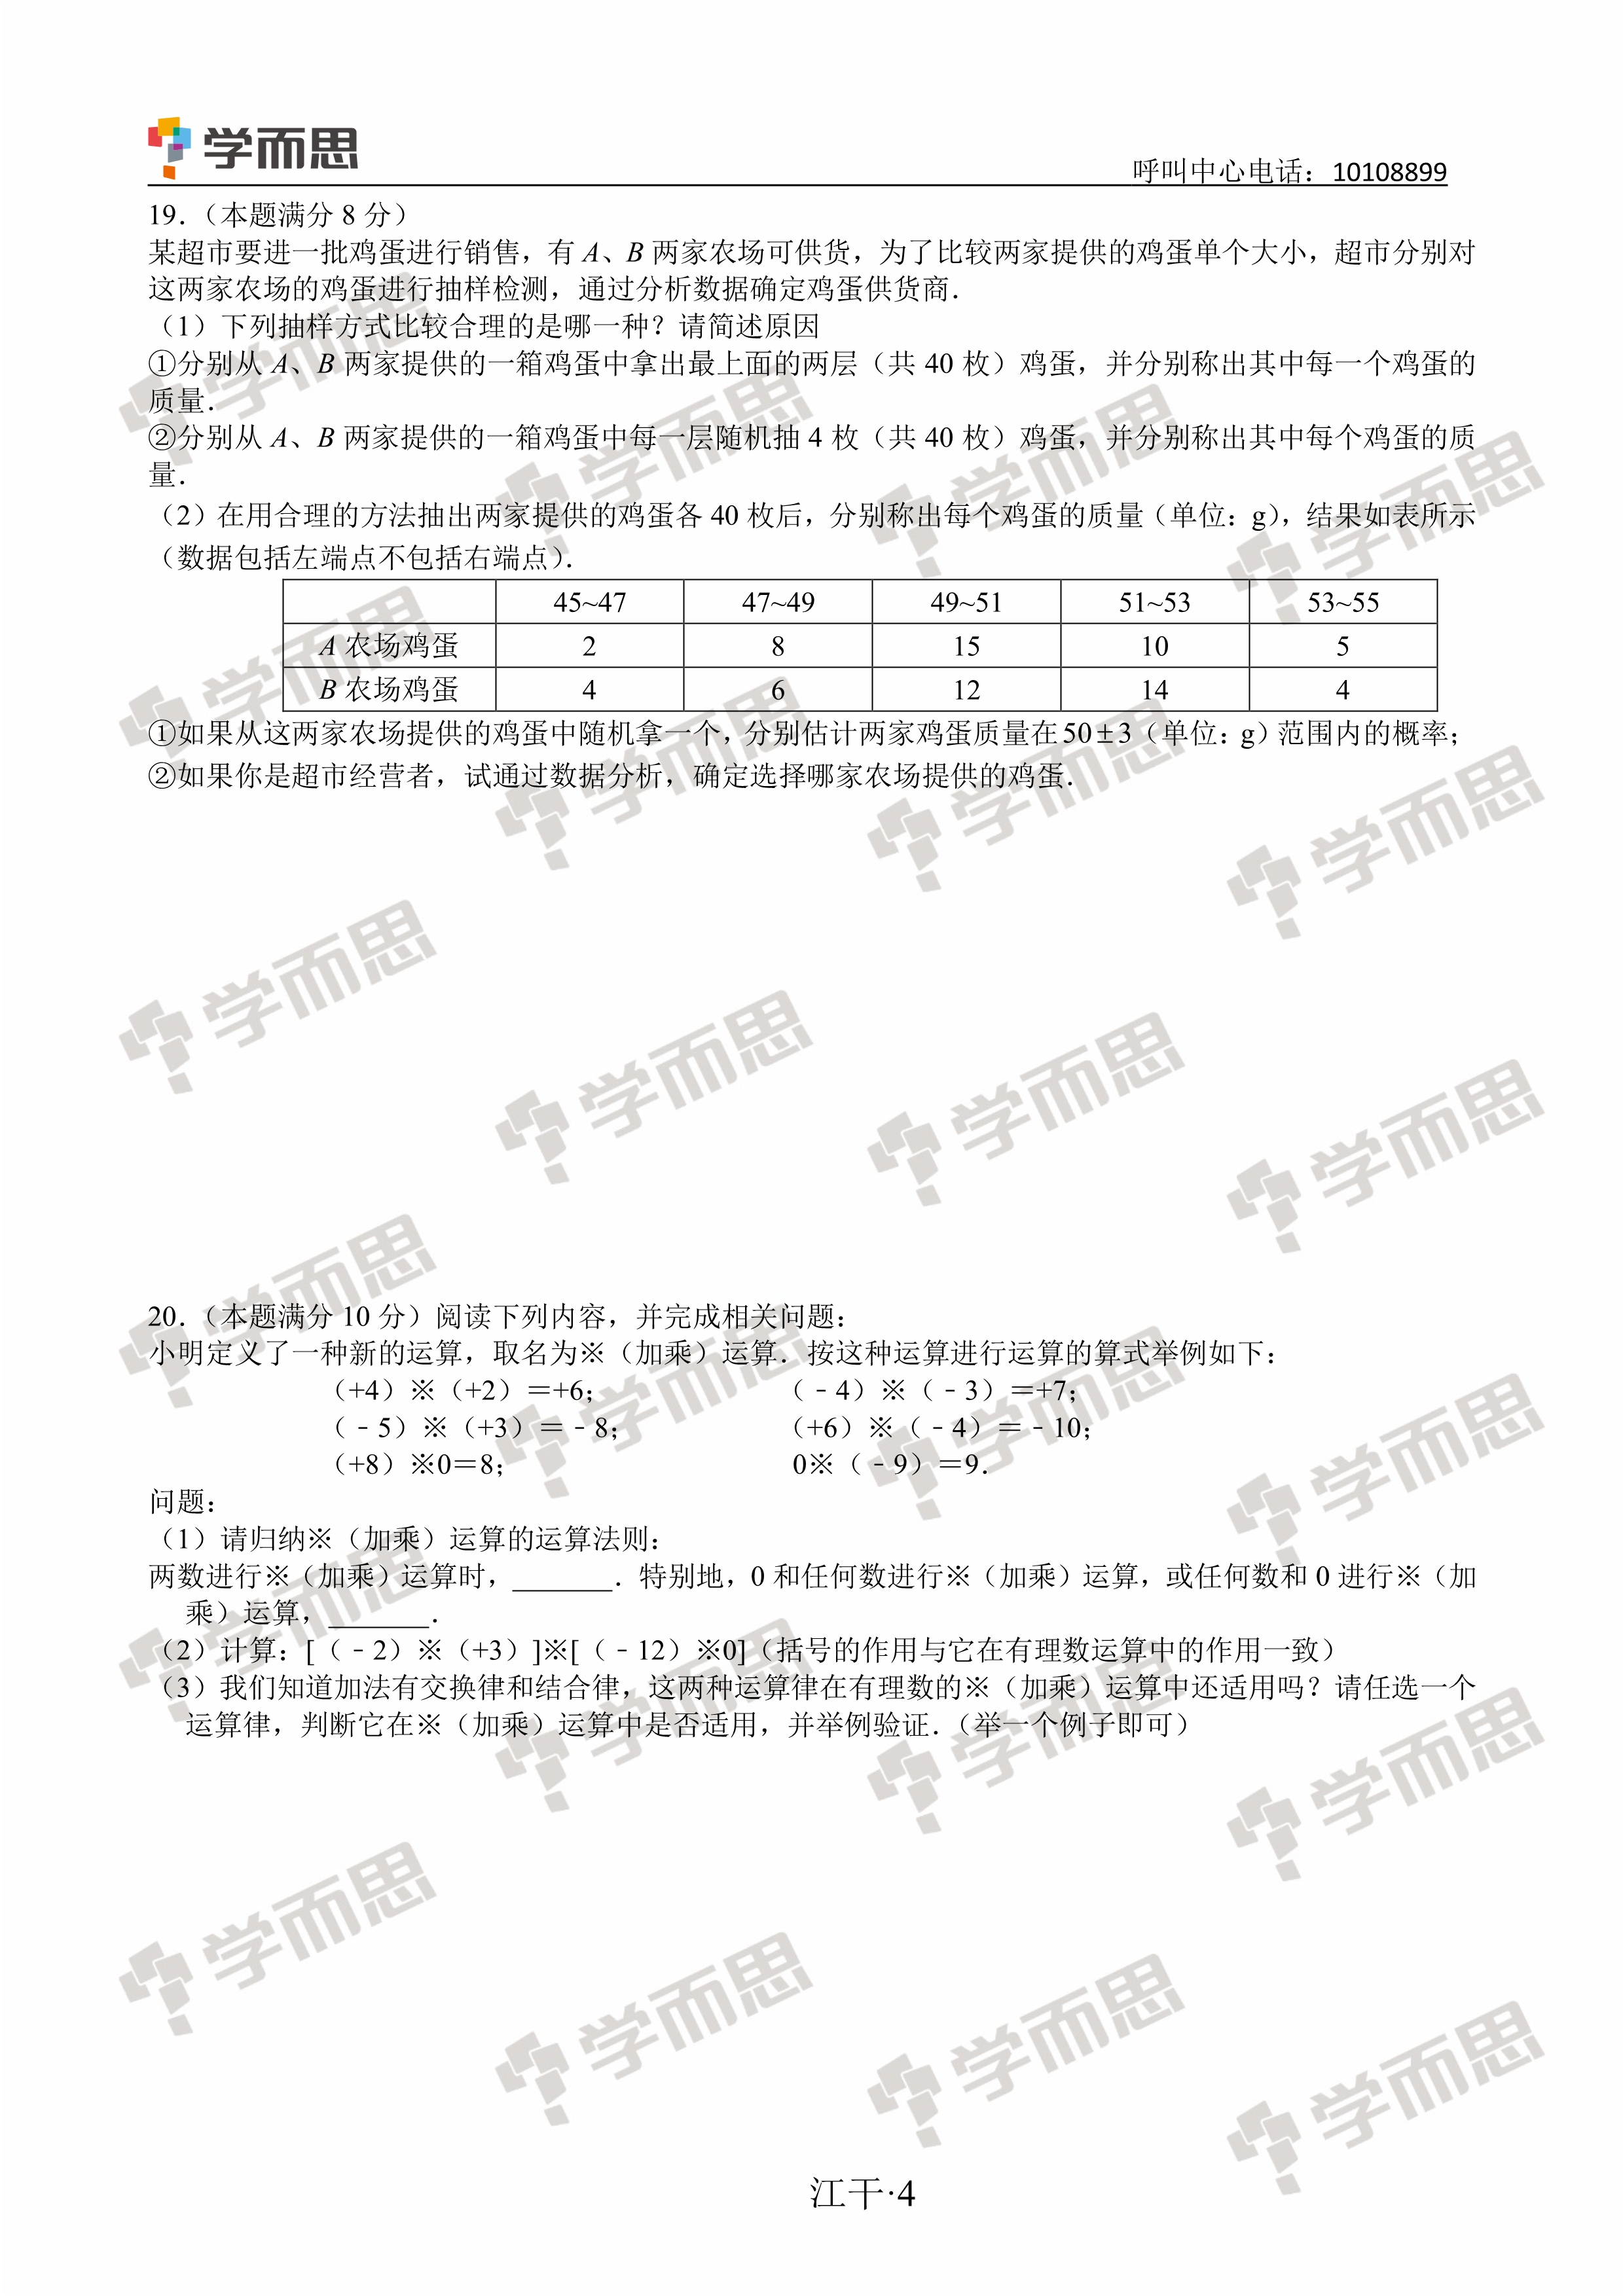 学而思
呼叫中心电话：10108899
19．（本题满分 8 分）
某超市要进一批鸡蛋进行销售，有 A、B 两家农场可供货，为了比较两家提供的鸡蛋单个大小，超市分别对
这两家农场的鸡蛋进行抽样检测，通过分析数据确定鸡蛋供货商．
（1）下列抽样方式比较合理的是哪一种？请简述原因
①分别从 A、B 两家提供的一箱鸡蛋中拿出最上面的两层（共 40 枚）鸡蛋，并分别称出其中每一个鸡蛋的
质量．
②分别从 A、B 两家提供的一箱鸡蛋中每一层随机抽 4 枚（共 40 枚）鸡蛋，并分别称出其中每个鸡蛋的质
量．
（2）在用合理的方法抽出两家提供的鸡蛋各 40 枚后，分别称出每个鸡蛋的质量（单位：g），结果如表所示
（数据包括左端点不包括右端点）．
45~47 47~49 49~51 51~53 53~55
A 农场鸡蛋 2 8 15 10 5
B 农场鸡蛋 4 6 12 14 4
①如果从这两家农场提供的鸡蛋中随机拿一个，分别估计两家鸡蛋质量在50±3（单位：g）范围内的概率；
②如果你是超市经营者，试通过数据分析，确定选择哪家农场提供的鸡蛋．
20．（本题满分 10 分）阅读下列内容，并完成相关问题：
小明定义了一种新的运算，取名为※（加乘）运算．按这种运算进行运算的算式举例如下：
（+4）※（+2）＝+6； （﹣4）※（﹣3）＝+7；
（﹣5）※（+3）＝﹣8； （+6）※（﹣4）＝﹣10；
（+8）※0＝8； 0※（﹣9）＝9．
问题：
（1）请归纳※（加乘）运算的运算法则：
两数进行※（加乘）运算时，_______．特别地，0 和任何数进行※（加乘）运算，或任何数和 0 进行※（加
乘）运算，_______．
（2）计算：[（﹣2）※（+3）]※[（﹣12）※0]（括号的作用与它在有理数运算中的作用一致）
（3）我们知道加法有交换律和结合律，这两种运算律在有理数的※（加乘）运算中还适用吗？请任选一个
运算律，判断它在※（加乘）运算中是否适用，并举例验证．（举一个例子即可）
江干·4